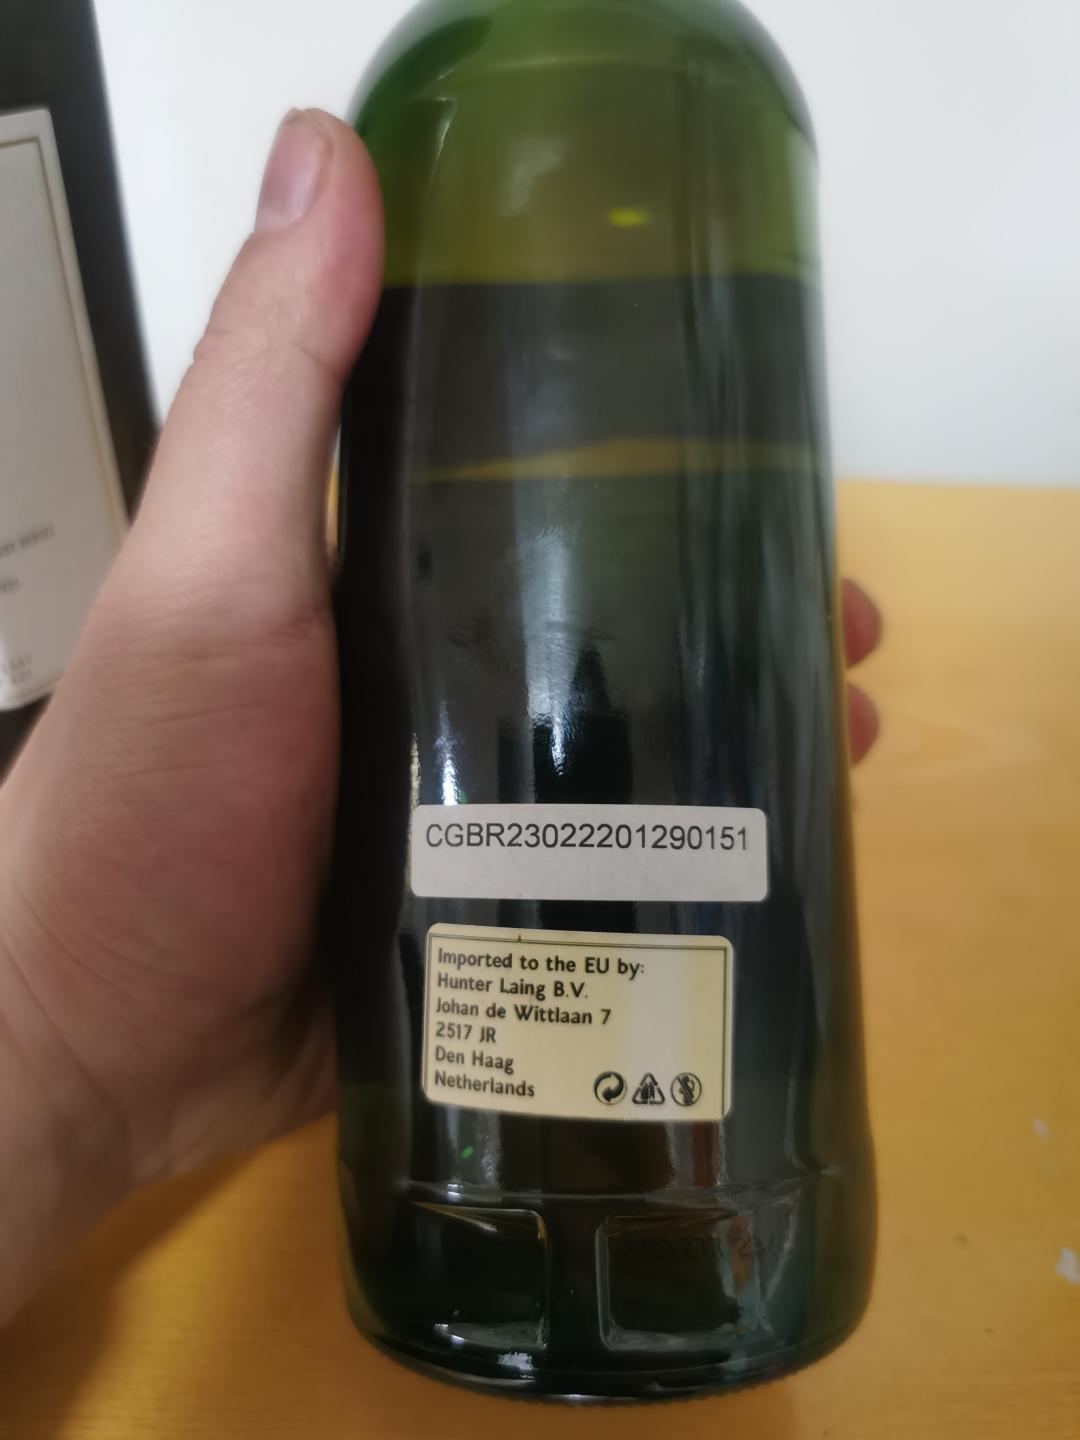 CGBR23022201290151
Imported to the EU by:
Hunter Laing B.V.
Johan de Wittlaan 7
2517 JR
Den Haag
Netherlands